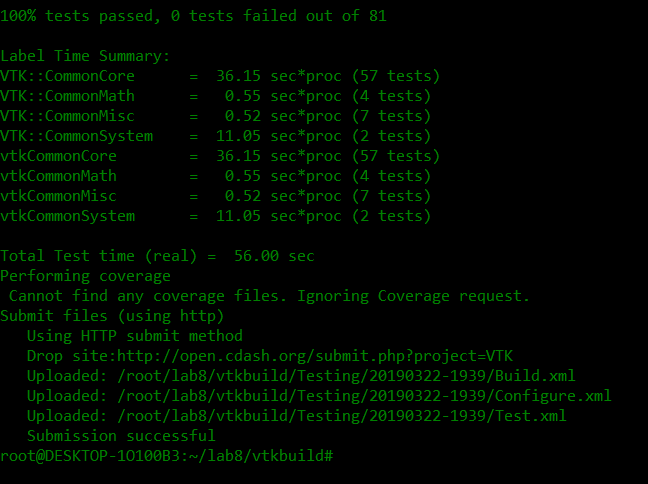 100% tests passed, 0 tests failed out of 81
Label Time Summary:
VTK::CommonCore      =  36.15 sec*proc (57 tests)
VTK::CommonMath      =   0.55 sec*proc (4 tests)
VTK::CommonMisc      =   0.52 sec*proc (7 tests)
VTK::CommonSystem    =  11.05 sec*proc (2 tests)
vtkCommonCore        =  36.15 sec*proc (57 tests)
vtkCommonMath        =   0.55 sec*proc (4 tests)
vtkCommonMisc        =   0.52 sec*proc (7 tests)
vtkCommonSystem      =  11.05 sec*proc (2 tests)
Total Test time (real) =  56.00 sec
Performing coverage
 Cannot find any coverage files. Ignoring Coverage request.
Submit files (using http)
   Using HTTP submit method
   Drop site:http://open.cdash.org/submit.php?project=VTK
   Uploaded: /root/lab8/vtkbuild/Testing/20190322-1939/Build.xml
   Uploaded: /root/lab8/vtkbuild/Testing/20190322-1939/Configure.xml
   Uploaded: /root/lab8/vtkbuild/Testing/20190322-1939/Test.xml
   Submission successful
root@DESKTOP-1O100B3:~/lab8/vtkbuild#